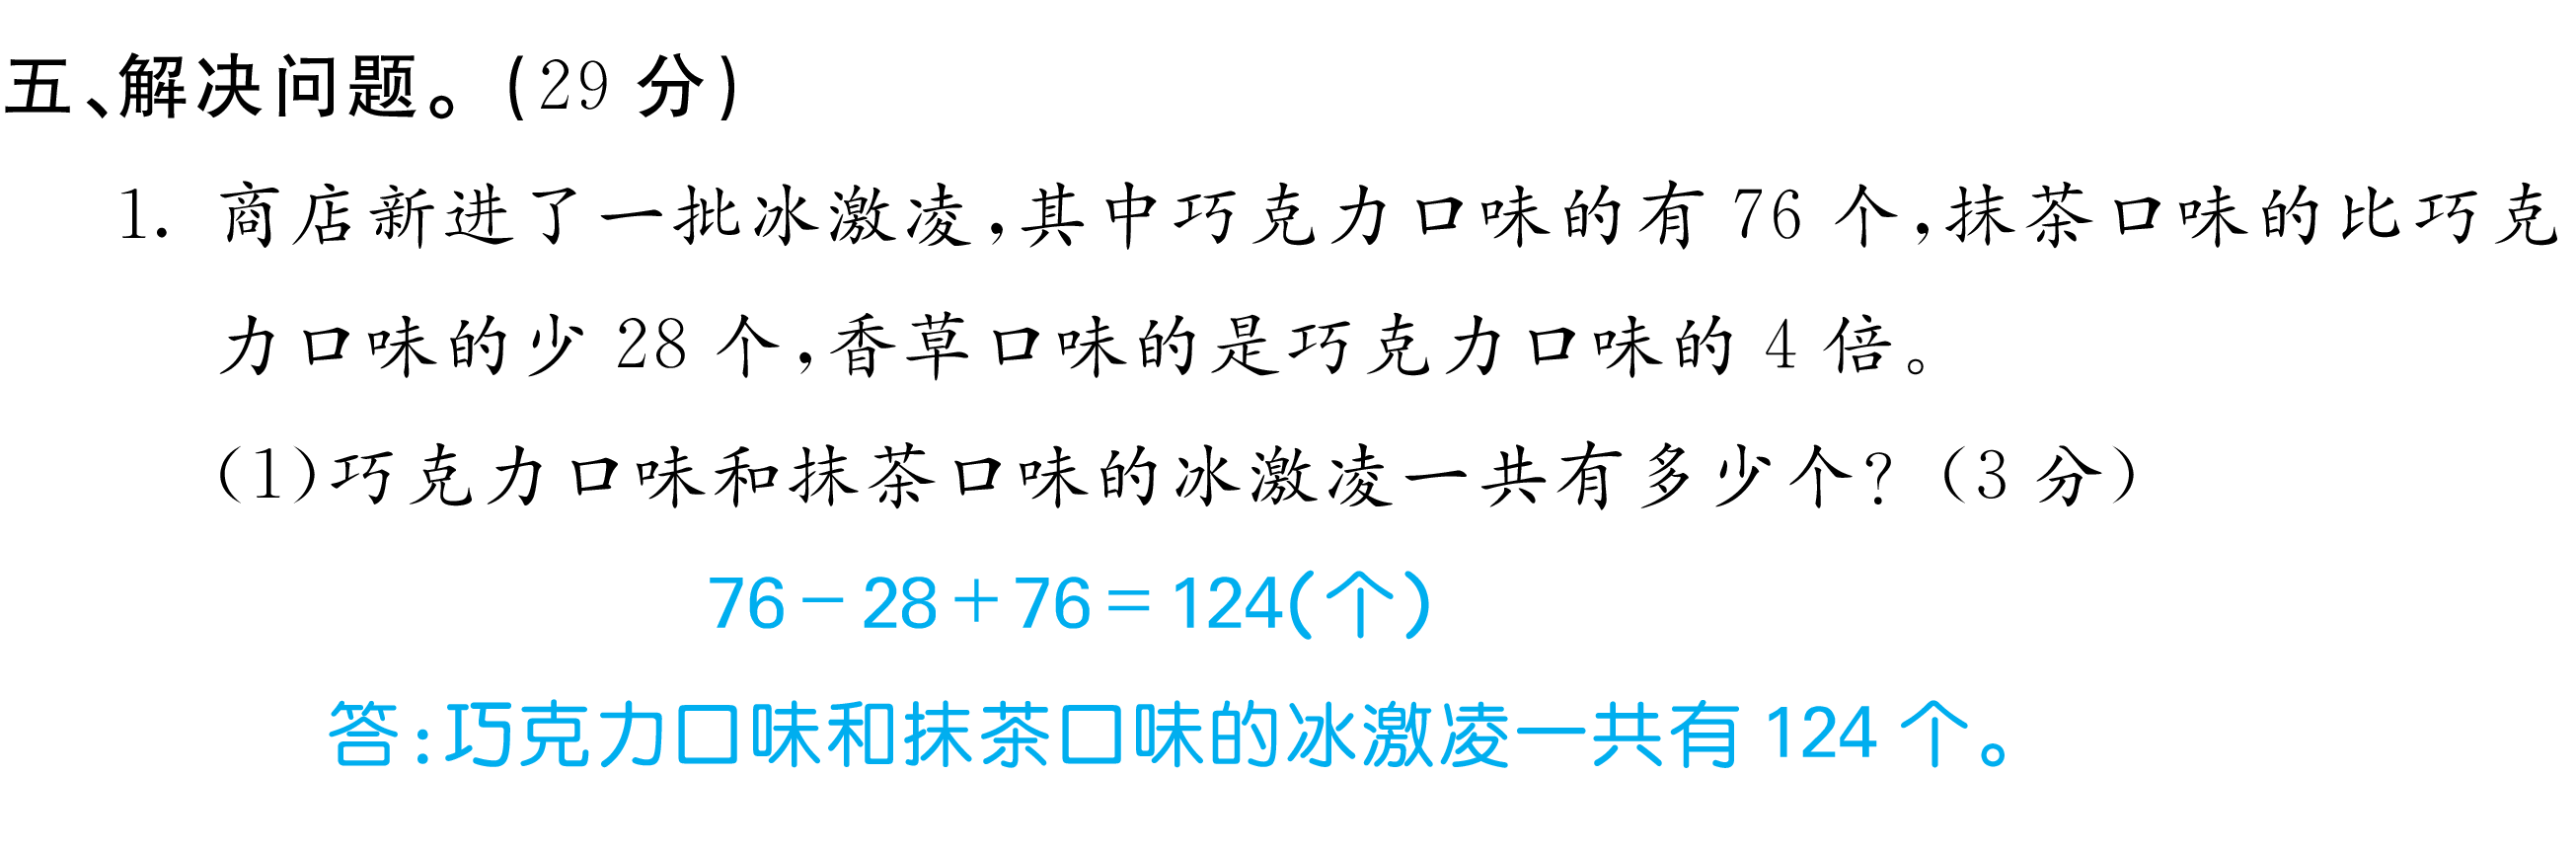 五、解决问题。(29 分)
1. 商店新进了一批冰激凌,其中巧克力口味的有 76 个,抹茶口味的比巧克
力口味的少 28 个,香草口味的是巧克力口味的 4 倍。
(1)巧克力口味和抹茶口味的冰激凌一共有多少个?(3 分)
76－28＋76＝124(个)
答:巧克力口味和抹茶口味的冰激凌一共有 124 个。